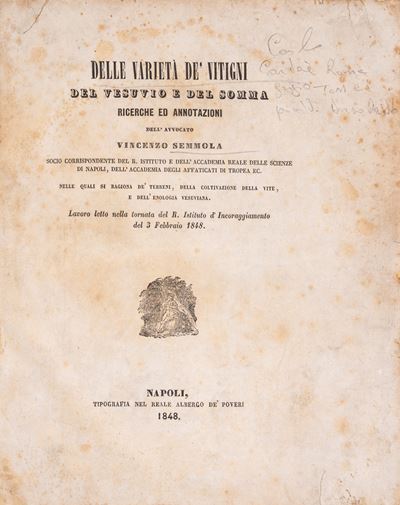 DELLE VARIETÀ DE' VITIGNI
DEL VESUVIO E DEL SOMMA
RICERCHE ED ANNOTAZIONI
DELL'AVVOCATO
VINCENZO SEMMOLA
SOCIO CORRISPONDENTE DEL R. ISTITUTO E DELL'ACCADEMIA REALE DELLE SCIENZE
DI NAPOLI, DELL'ACCADEMIA DEGLI AFFATICATI DI TROPEA EC.
NELLE QUALI SI RAGIONA DE' TERRENI, DELLA COLTIVAZIONE DELLA VITE,
E DELL'ENOLOGIA VESUVIANA.
Lavoro letto nella tornata del R. Istituto d'Incoraggiamento
del 3 Febbraio 1848.
NAPOLI,
TIPOGRAFIA NEL REALE ALBERGO DE' POVERI
1848.